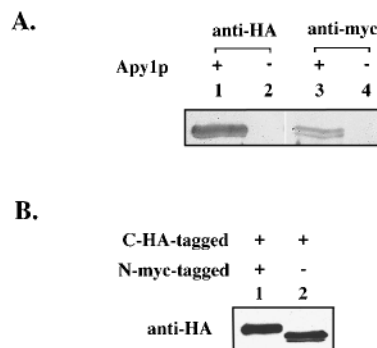 A.
anti-HA anti-myc
Apy1p + - + -
1 2 3 4
B.
C-HA-tagged + +
N-myc-tagged + -
1 2
anti-HA